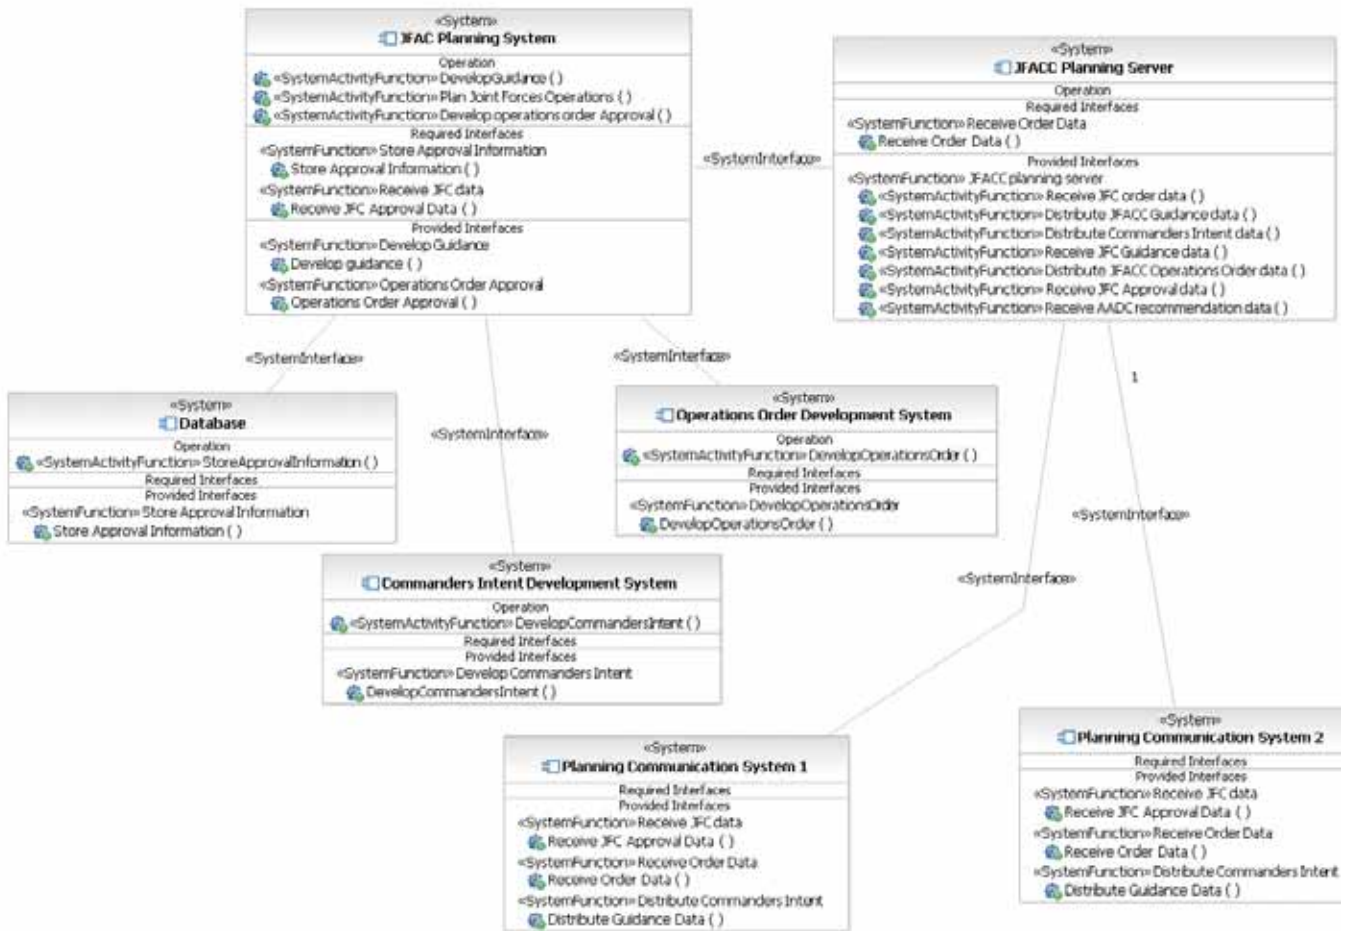 «System»
JFAC Planning System
Operation
«SystemActivityFunction» DevelopGuidance ( )
«SystemActivityFunction» Plan Joint Forces Operations ( )
«SystemActivityFunction» Develop operations order Approval ( )
Required Interfaces
«SystemFunction» Store Approval Information
Store Approval Information ( )
«SystemFunction» Receive JFC data
Receive JFC Approval Data ( )
Provided Interfaces
«SystemFunction» Develop Guidance
Develop guidance ( )
«SystemFunction» Operations Order Approval
Operations Order Approval ( )
«SystemInterface»
«System»
JFACC Planning Server
Operation
Required Interfaces
«SystemFunction» Receive Order Data
Receive Order Data ( )
Provided Interfaces
«SystemFunction» JFACC planning server
«SystemActivityFunction» Receive JFC order data ( )
«SystemActivityFunction» Distribute JFACC Guidance data ( )
«SystemActivityFunction» Distribute Commanders Intent data ( )
«SystemActivityFunction» Receive JFC Guidance data ( )
«SystemActivityFunction» Distribute JFACC Operations Order data ( )
«SystemActivityFunction» Receive JFC Approval data ( )
«SystemActivityFunction» Receive AADC recommendation data ( )
«SystemInterface»
«SystemInterface»
1
«System»
Database
Operation
«SystemActivityFunction» StoreApprovalInformation ( )
Required Interfaces
Provided Interfaces
«SystemFunction» Store Approval Information
Store Approval Information ( )
«SystemInterface»
«System»
Operations Order Development System
Operation
«SystemActivityFunction» DevelopOperationsOrder ( )
Required Interfaces
Provided Interfaces
«SystemFunction» DevelopOperationsOrder
DevelopOperationsOrder ( )
«SystemInterface»
«SystemInterface»
«System»
Commanders Intent Development System
Operation
«SystemActivityFunction» DevelopCommandersIntent ( )
Required Interfaces
Provided Interfaces
«SystemFunction» Develop Commanders Intent
DevelopCommandersIntent ( )
«System»
Planning Communication System 1
Required Interfaces
Provided Interfaces
«SystemFunction» Receive JFC data
Receive JFC Approval Data ( )
«SystemFunction» Receive Order Data
Receive Order Data ( )
«SystemFunction» Distribute Commanders Intent
Distribute Guidance Data ( )
«System»
Planning Communication System 2
Required Interfaces
Provided Interfaces
«SystemFunction» Receive JFC data
Receive JFC Approval Data ( )
«SystemFunction» Receive Order Data
Receive Order Data ( )
«SystemFunction» Distribute Commanders Intent
Distribute Guidance Data ( )